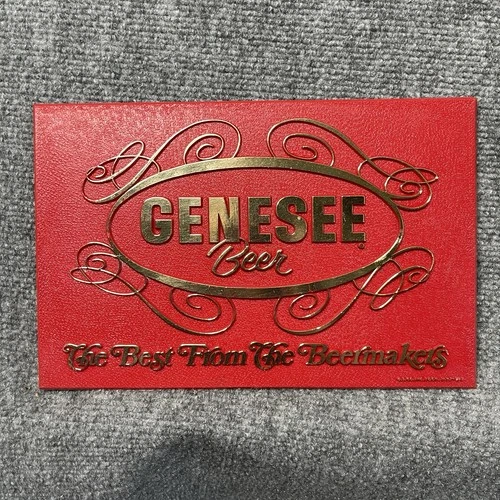 GENESEE
Beer
The Best From The Beermakers